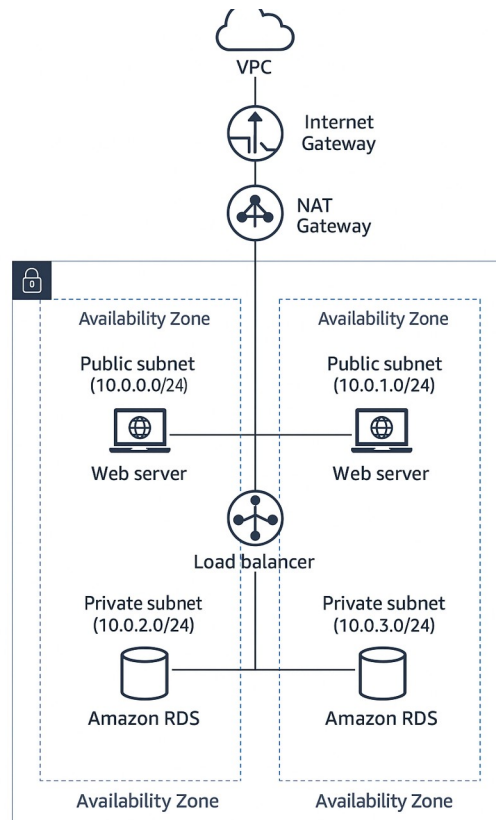 VPC
Internet
Gateway
NAT
Gateway
Availability Zone
Availability Zone
Public subnet
(10.0.0.0/24)
Public subnet
(10.0.1.0/24)
Web server
Web server
Load balancer
Private subnet
(10.0.2.0/24)
Private subnet
(10.0.3.0/24)
Amazon RDS
Amazon RDS
Availability Zone
Availability Zone